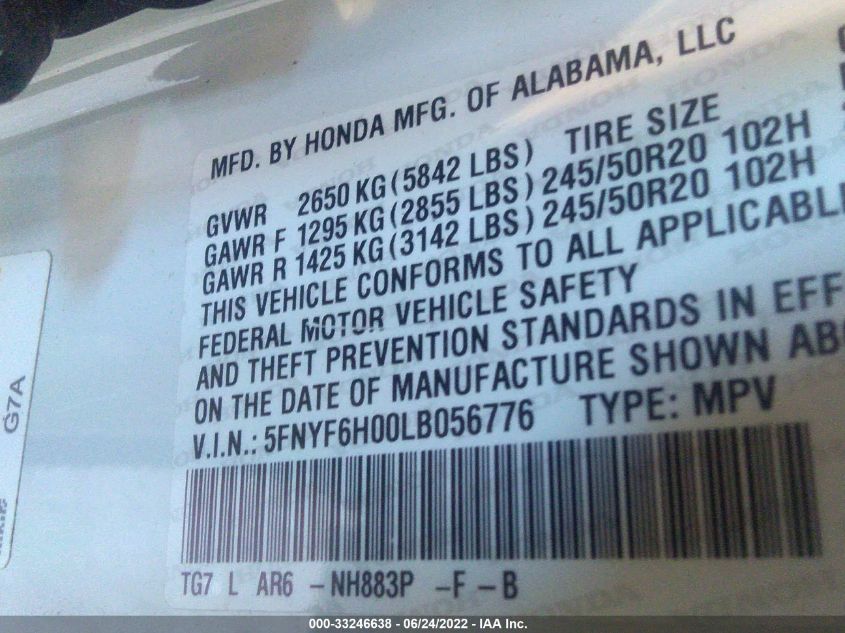 MFD. BY HONDA MFG. OF ALABAMA, LLC
TIRE SIZE
GVWR 2650 KG (5842 LBS)
GAWR F 1295 KG (2855 LBS) 245/50R20 102H
GAWR R 1425 KG (3142 LBS) 245/50R20 102H
THIS VEHICLE CONFORMS TO ALL APPLICABL
FEDERAL MOTOR VEHICLE SAFETY
AND THEFT PREVENTION STANDARDS IN EFF
ON THE DATE OF MANUFACTURE SHOWN AB
V.I.N.: 5FNYF6H00LB056776 TYPE: MPV
TG7 L AR6 - NH883P - F - B
G7A
000-33246638 - 06/24/2022 - IAA Inc.